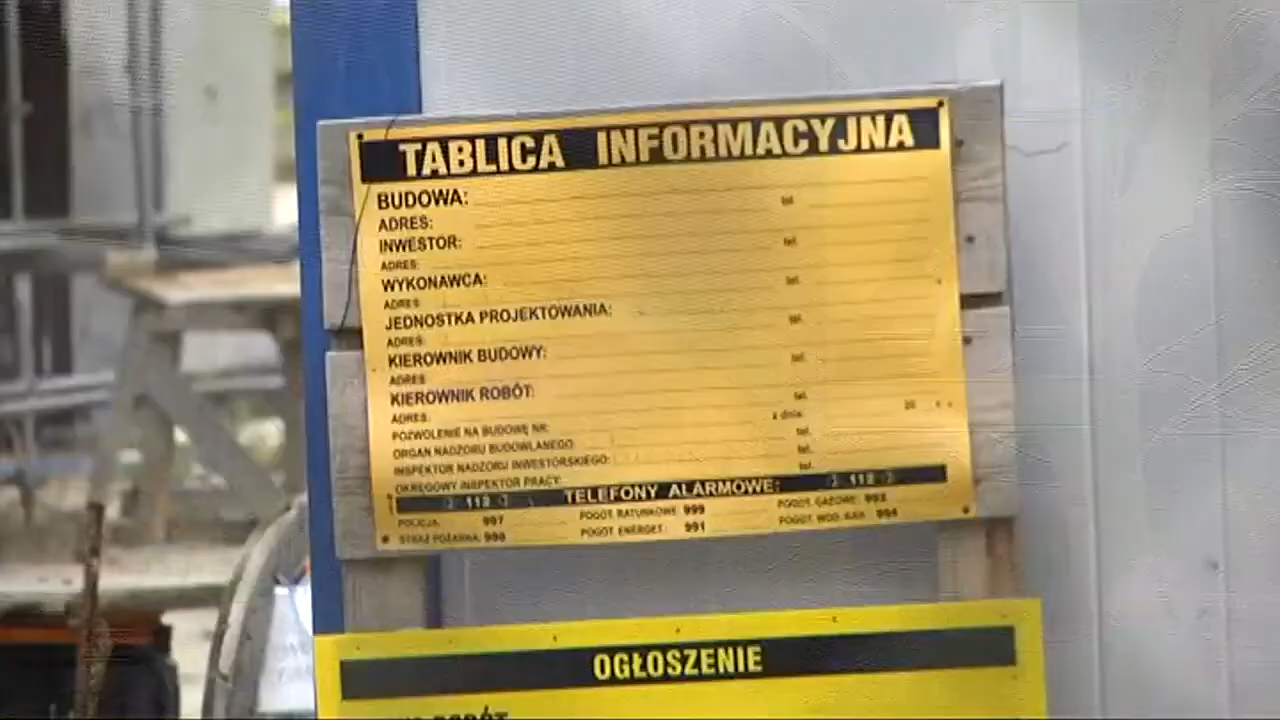 TABLICA INFORMACYJNA
BUDOWA: tel.
ADRES:
INWESTOR: tel.
ADRES:
WYKONAWCA: tel.
ADRES:
JEDNOSTKA PROJEKTOWANIA: tel.
ADRES:
KIEROWNIK BUDOWY: tel.
ADRES:
KIEROWNIK ROBÓT: tel.
ADRES: z dnia
POZWOLENIE NA BUDOWĘ NR: tel.
ORGAN NADZORU BUDOWLANEGO: tel.
INSPEKTOR NADZORU INWESTORSKIEGO: tel.
OKRĘGOWY INSPEKTOR PRACY:
112 TELEFONY ALARMOWE: 112
POLICJA: 997 POGOT. RATUNKOWE 999 POGOT. GAZOWE: 992
STRAŻ POŻARNA: 998 POGOT. ENERGET.: 991 POGOT. WOD. KAN. 994
OGŁOSZENIE
ROBÓT